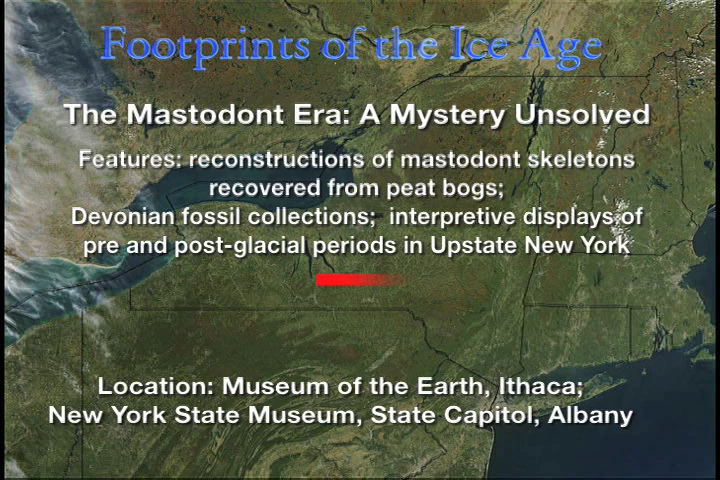 Footprints of the Ice Age
The Mastodont Era: A Mystery Unsolved
Features: reconstructions of mastodont skeletons
recovered from peat bogs;
Devonian fossil collections; interpretive displays of
pre and post-glacial periods in Upstate New York
Location: Museum of the Earth, Ithaca;
New York State Museum, State Capitol, Albany